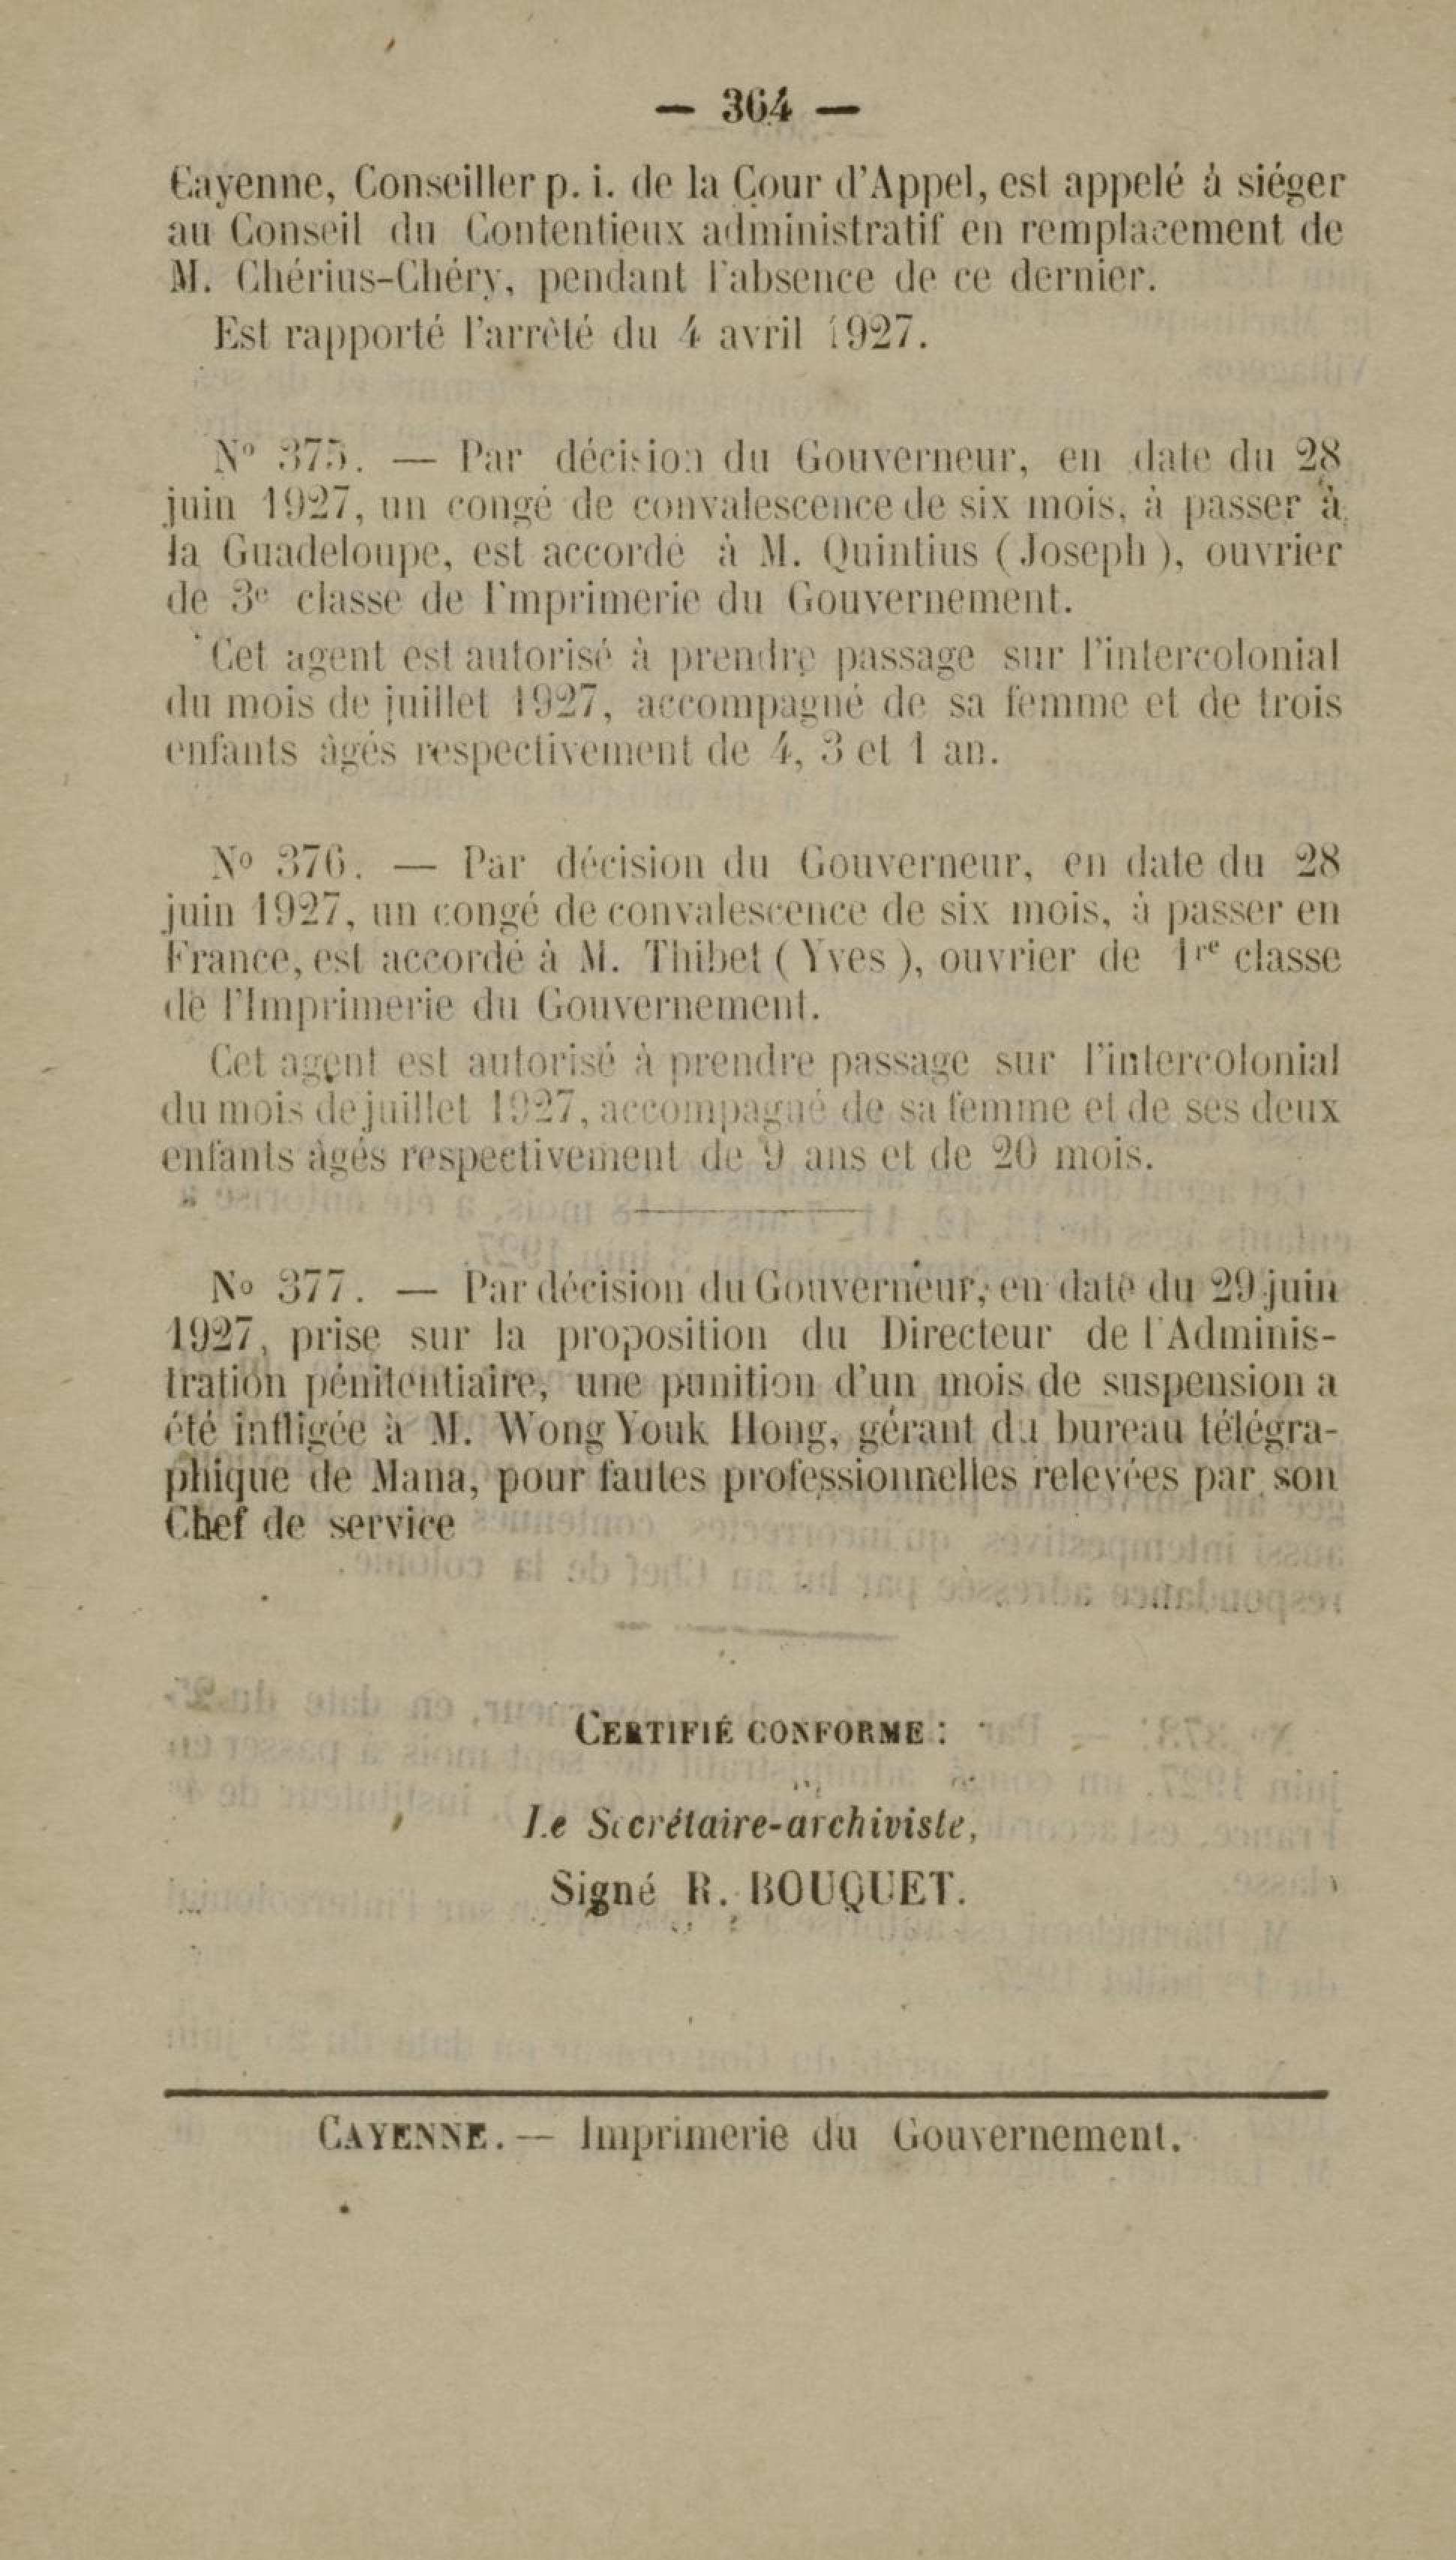 — 364 —
Cayenne, Conseiller p. i. de la Cour d'Appel, est appelé à siéger
au Conseil du Contentieux administratif en remplacement de
M. Chérius-Chéry, pendant l'absence de ce dernier.
Est rapporté l'arrêté du 4 avril 1927.
Nº 375. — Par décision du Gouverneur, en date du 28
juin 1927, un congé de convalescence de six mois, à passer à
la Guadeloupe, est accordé à M. Quintius (Joseph), ouvrier
de 3e classe de l'mprimerie du Gouvernement.
Cet agent est autorisé à prendre passage sur l'intercolonial
du mois de juillet 1927, accompagné de sa femme et de trois
enfants âgés respectivement de 4, 3 et 1 an.
Nº 376. — Par décision du Gouverneur, en date du 28
juin 1927, un congé de convalescence de six mois, à passer en
France, est accordé à M. Thibet (Yves), ouvrier de 1re classe
de l'Imprimerie du Gouvernement.
Cet agent est autorisé à prendre passage sur l'intercolonial
du mois de juillet 1927, accompagné de sa femme et de ses deux
enfants âgés respectivement de 9 ans et de 20 mois.
Nº 377. — Par décision du Gouverneur, en date du 29 juin
1927, prise sur la proposition du Directeur de l'Adminis-
tration pénitentiaire, une punition d'un mois de suspension a
été infligée à M. Wong Youk Hong, gérant du bureau télégra-
phique de Mana, pour fautes professionnelles relevées par son
Chef de service
CERTIFIÉ CONFORME :
Le Secrétaire-archiviste,
Signé R. BOUQUET.
CAYENNE. — Imprimerie du Gouvernement.